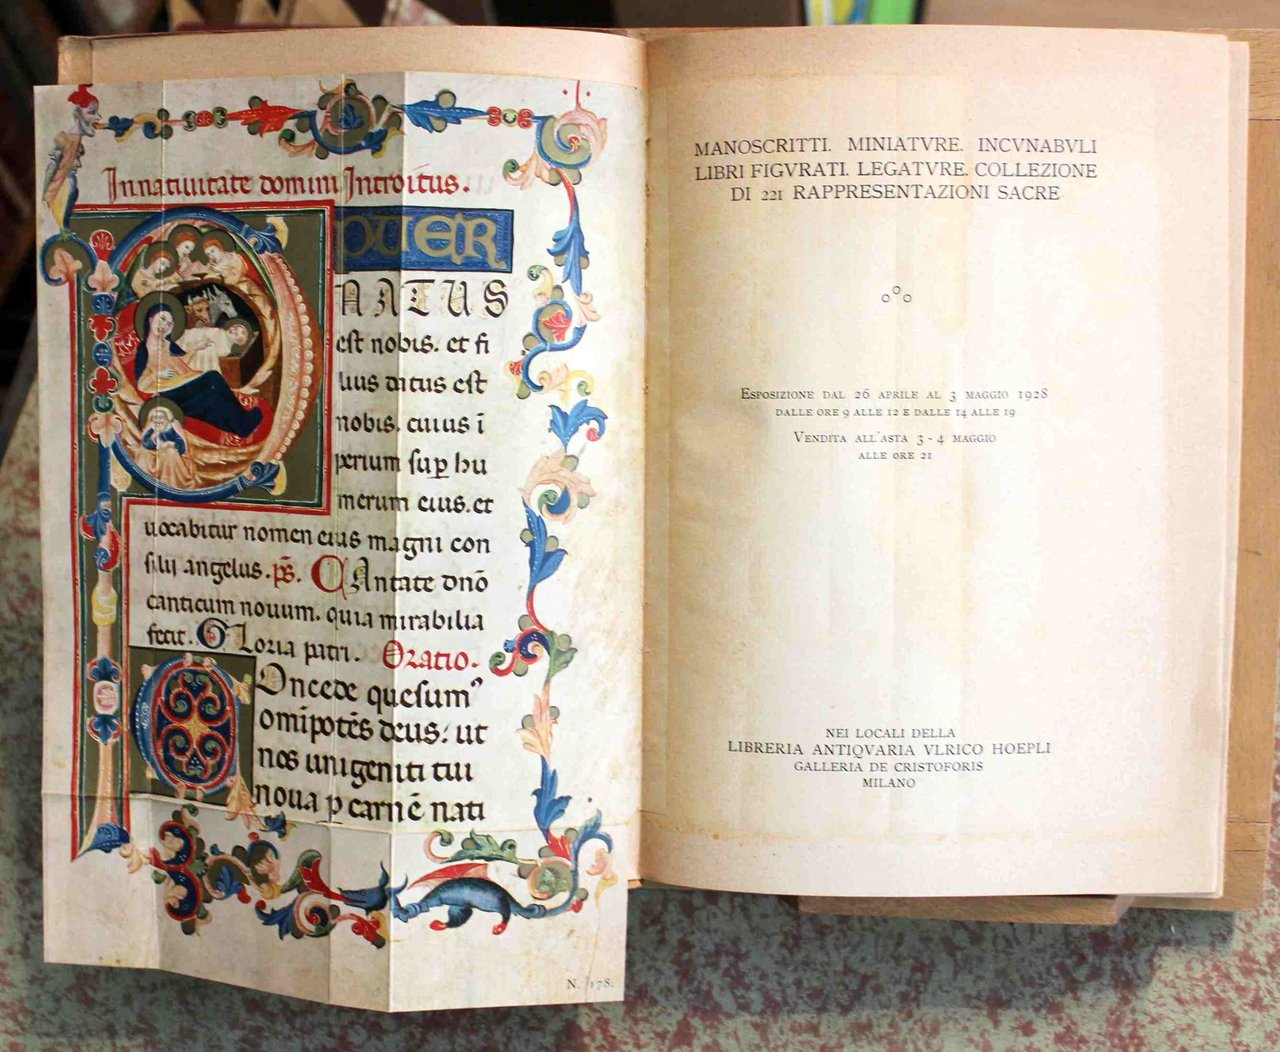 In natiuitate domini Introitus.
PUER
NATUS
est nobis. et fi
lius datus est
nobis. cuius ī
perium sup hu
merum eius. et
uocabitur nomen eius magni con
silij angelus. p̄s. CAntate dnō
canticum nouum. quia mirabilia
fecit. GLoria patri. Oratio.
Oncede quesum
omīpotēs deus: ut
nos unigeniti tui
noua p carnē nati
N. 178.
MANOSCRITTI. MINIATVRE. INCVNABVLI
LIBRI FIGVRATI. LEGATVRE. COLLEZIONE
DI 221 RAPPRESENTAZIONI SACRE
ESPOSIZIONE DAL 26 APRILE AL 3 MAGGIO 1928
DALLE ORE 9 ALLE 12 E DALLE 14 ALLE 19
VENDITA ALL'ASTA 3-4 MAGGIO
ALLE ORE 21
NEI LOCALI DELLA
LIBRERIA ANTIQVARIA VLRICO HOEPLI
GALLERIA DE CRISTOFORIS
MILANO